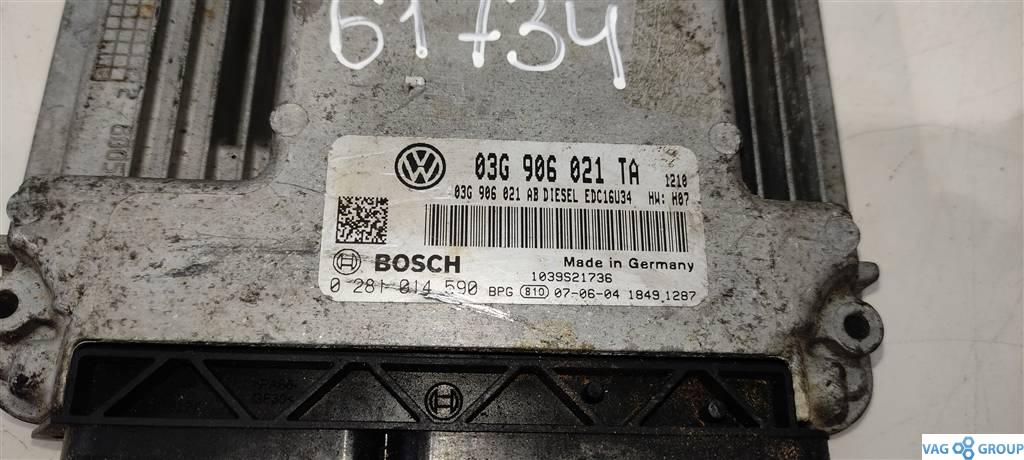 61734
03G 906 021 TA 1210
03G 906 021 AB DIESEL EDC16U34 HW: H07
BOSCH Made in Germany
1039S21736
0 281 014 590 BPG 810 07-06-04 1849 1287
VAG GROUP